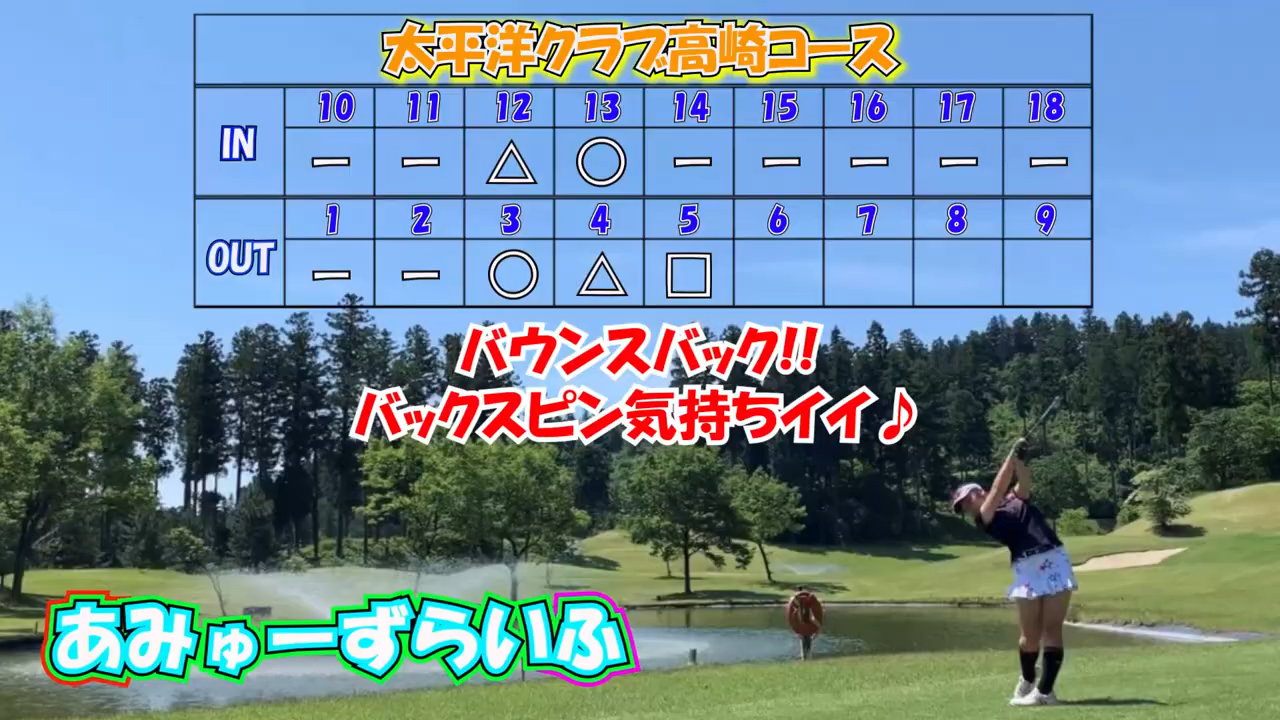 太平洋クラブ高崎コース
IN 10 11 12 13 14 15 16 17 18
ー ー △ ○ ー ー ー ー ー
OUT 1 2 3 4 5 6 7 8 9
ー ー ○ △ □
バウンスバック!!
バックスピン気持ちイイ♪
あみゅーずらいふ